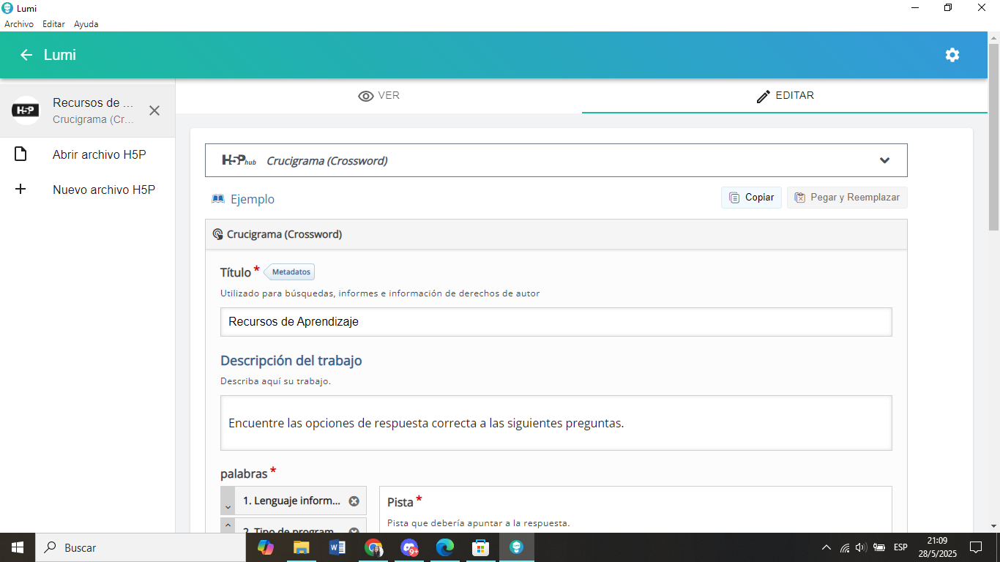 Lumi
Archivo Editar Ayuda
Lumi
Recursos de ...
Crucigrama (Cr...
Abrir archivo H5P
Nuevo archivo H5P
VER
EDITAR
H5P hub Crucigrama (Crossword)
Ejemplo
Copiar
Pegar y Reemplazar
Crucigrama (Crossword)
Título * Metadatos
Utilizado para búsquedas, informes e información de derechos de autor
Recursos de Aprendizaje
Descripción del trabajo
Describa aquí su trabajo.
Encuentre las opciones de respuesta correcta a las siguientes preguntas.
palabras *
1. Lenguaje inform...
2. Tipo de program...
Pista *
Pista que debería apuntar a la respuesta.
Buscar
9+
ESP
21:09
28/5/2025